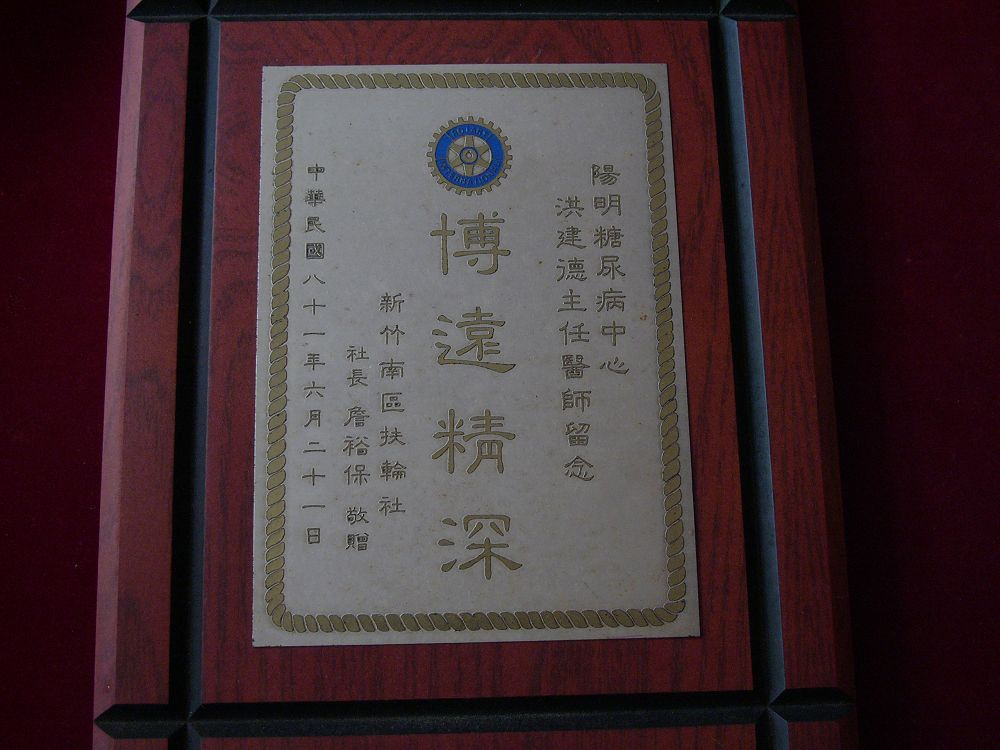 陽明糖尿病中心
洪建德主任醫師留念
ROTARY
INTERNATIONAL
博遠精深
新竹南區扶輪社
社長 詹裕保 敬贈
中華民國八十一年六月二十一日